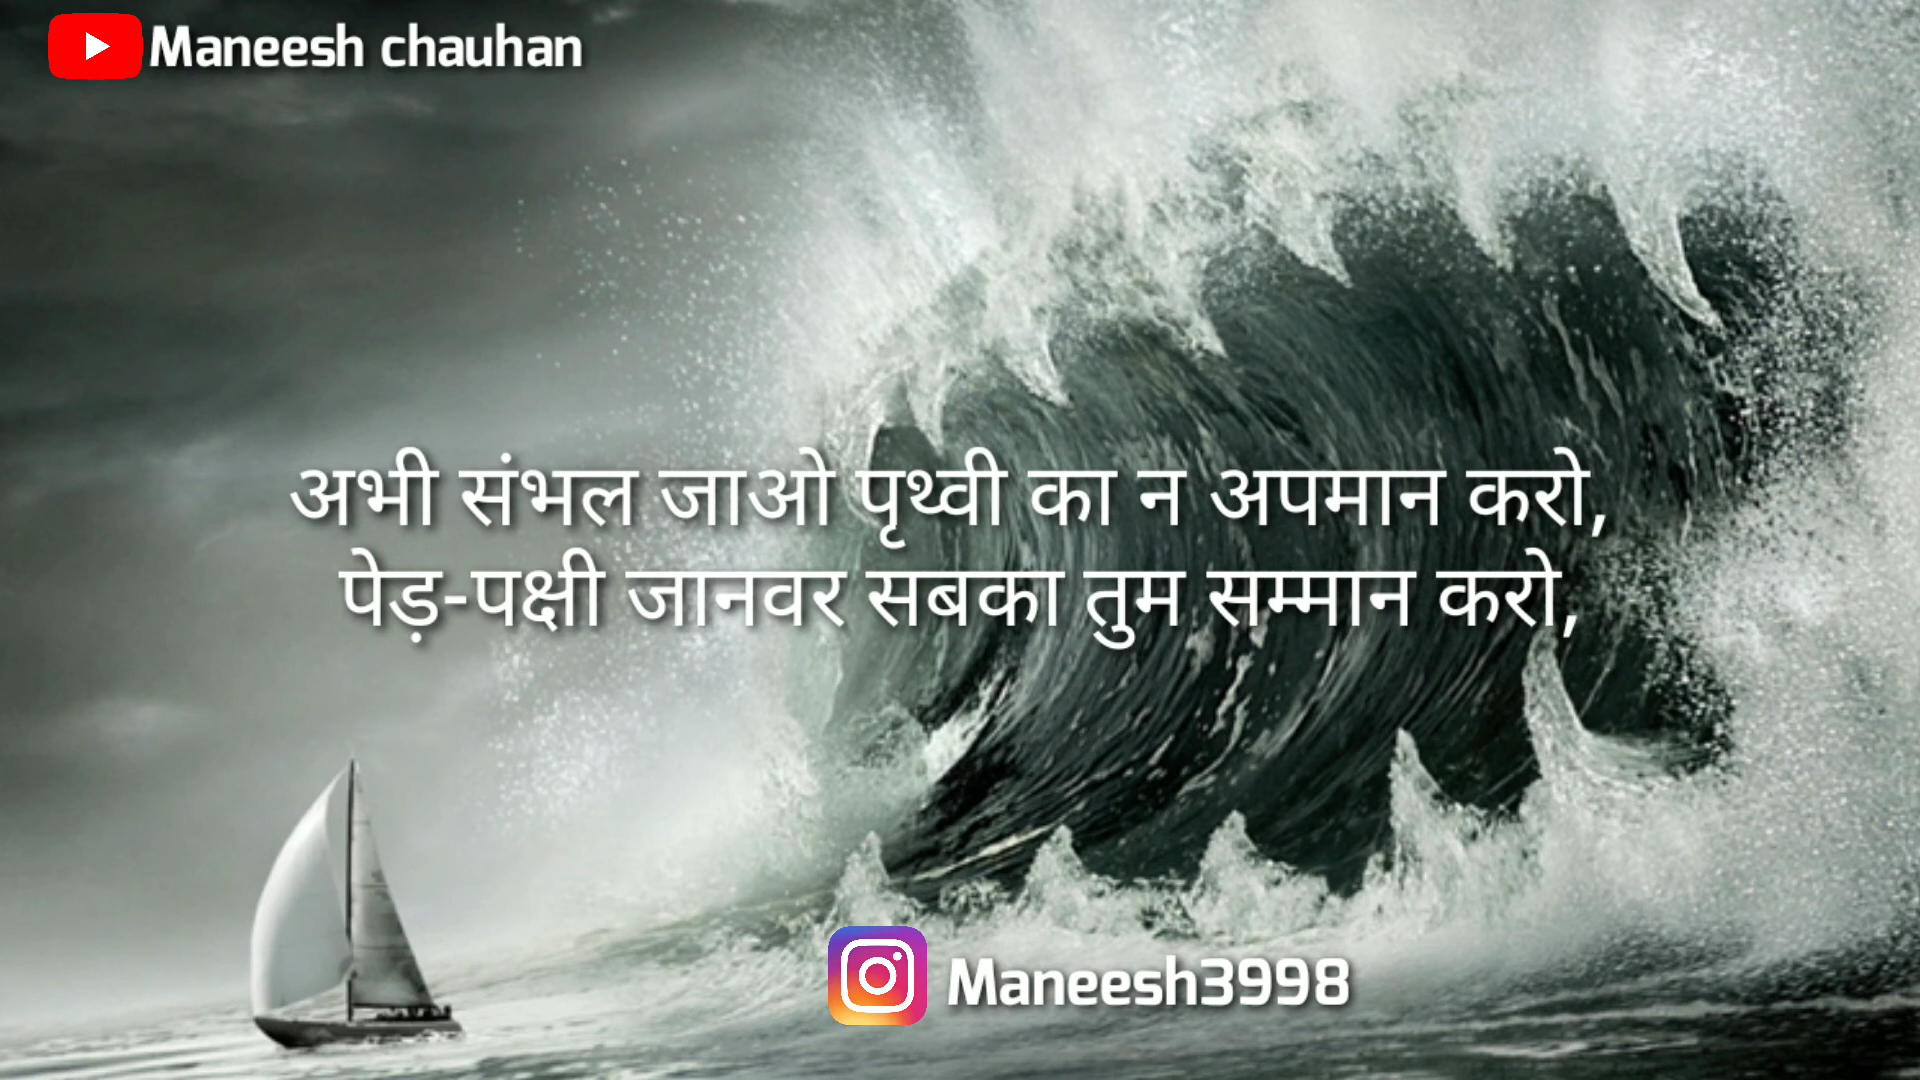 Maneesh chauhan
अभी संभल जाओ पृथ्वी का न अपमान करो,
पेड़-पक्षी जानवर सबका तुम सम्मान करो,
Maneesh3998